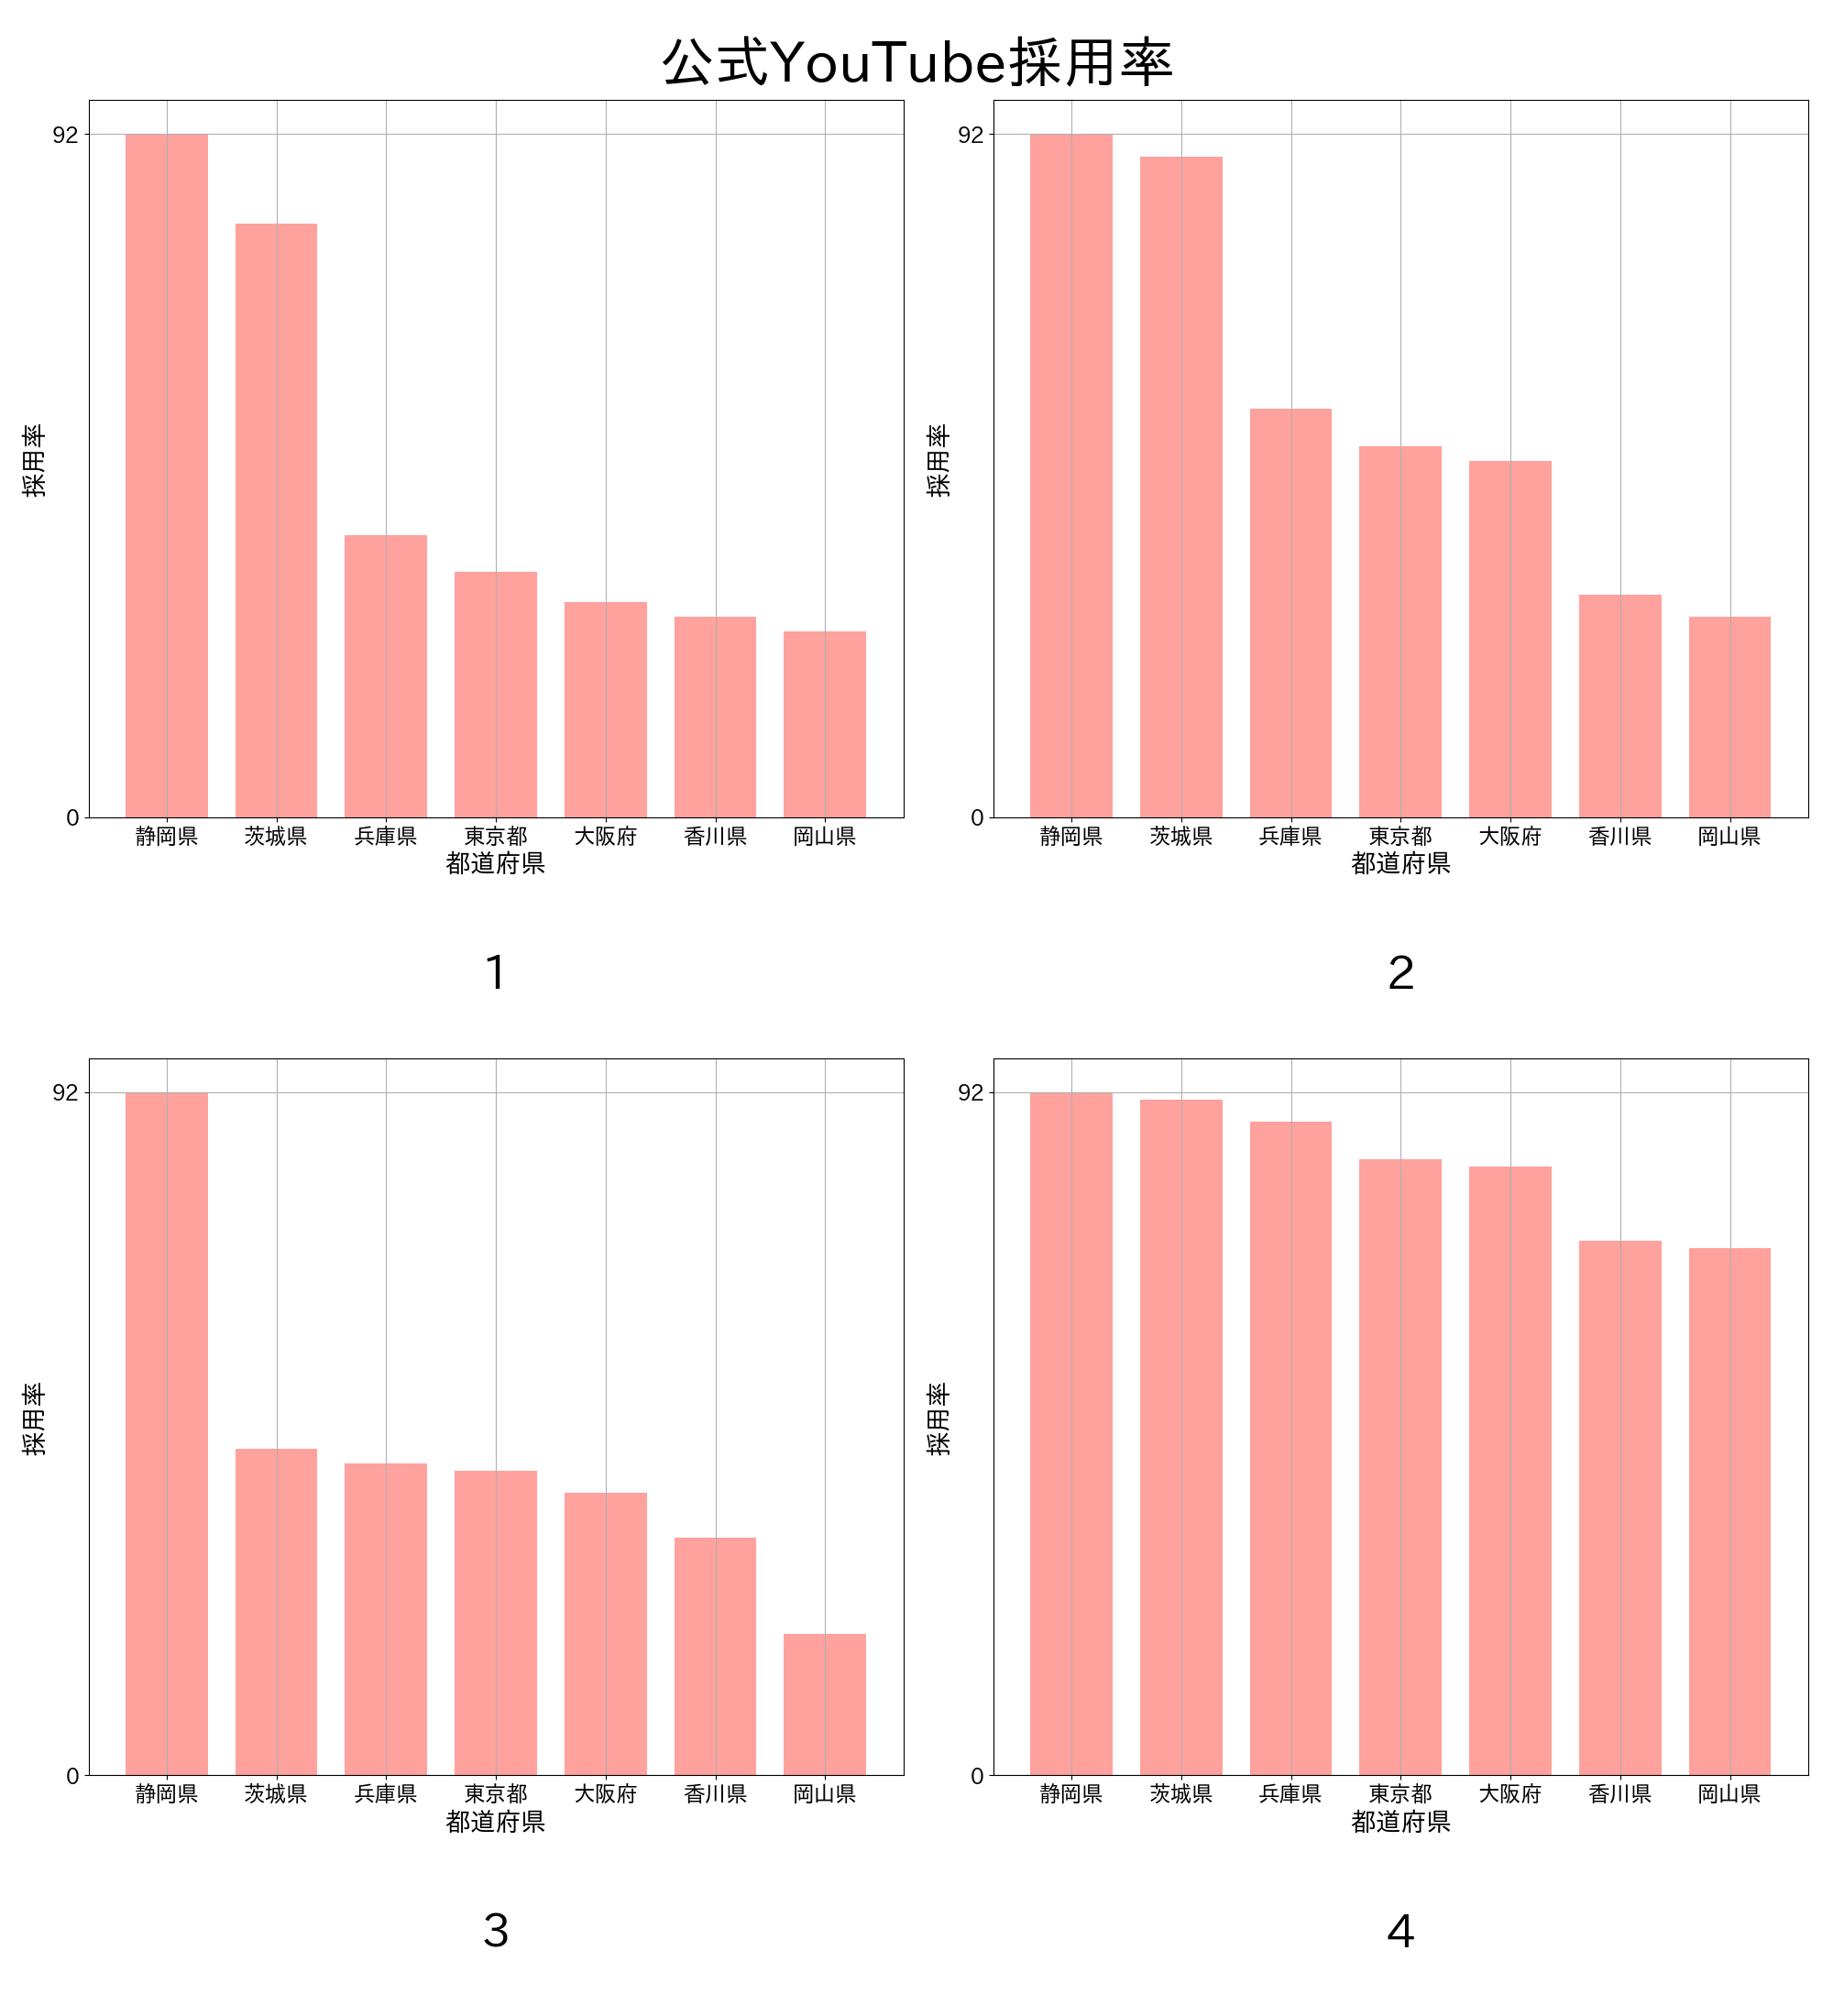 公式YouTube採用率
92
0
採用率
静岡県 茨城県 兵庫県 東京都 大阪府 香川県 岡山県
都道府県
1
92
0
採用率
静岡県 茨城県 兵庫県 東京都 大阪府 香川県 岡山県
都道府県
2
92
0
採用率
静岡県 茨城県 兵庫県 東京都 大阪府 香川県 岡山県
都道府県
3
92
0
採用率
静岡県 茨城県 兵庫県 東京都 大阪府 香川県 岡山県
都道府県
4